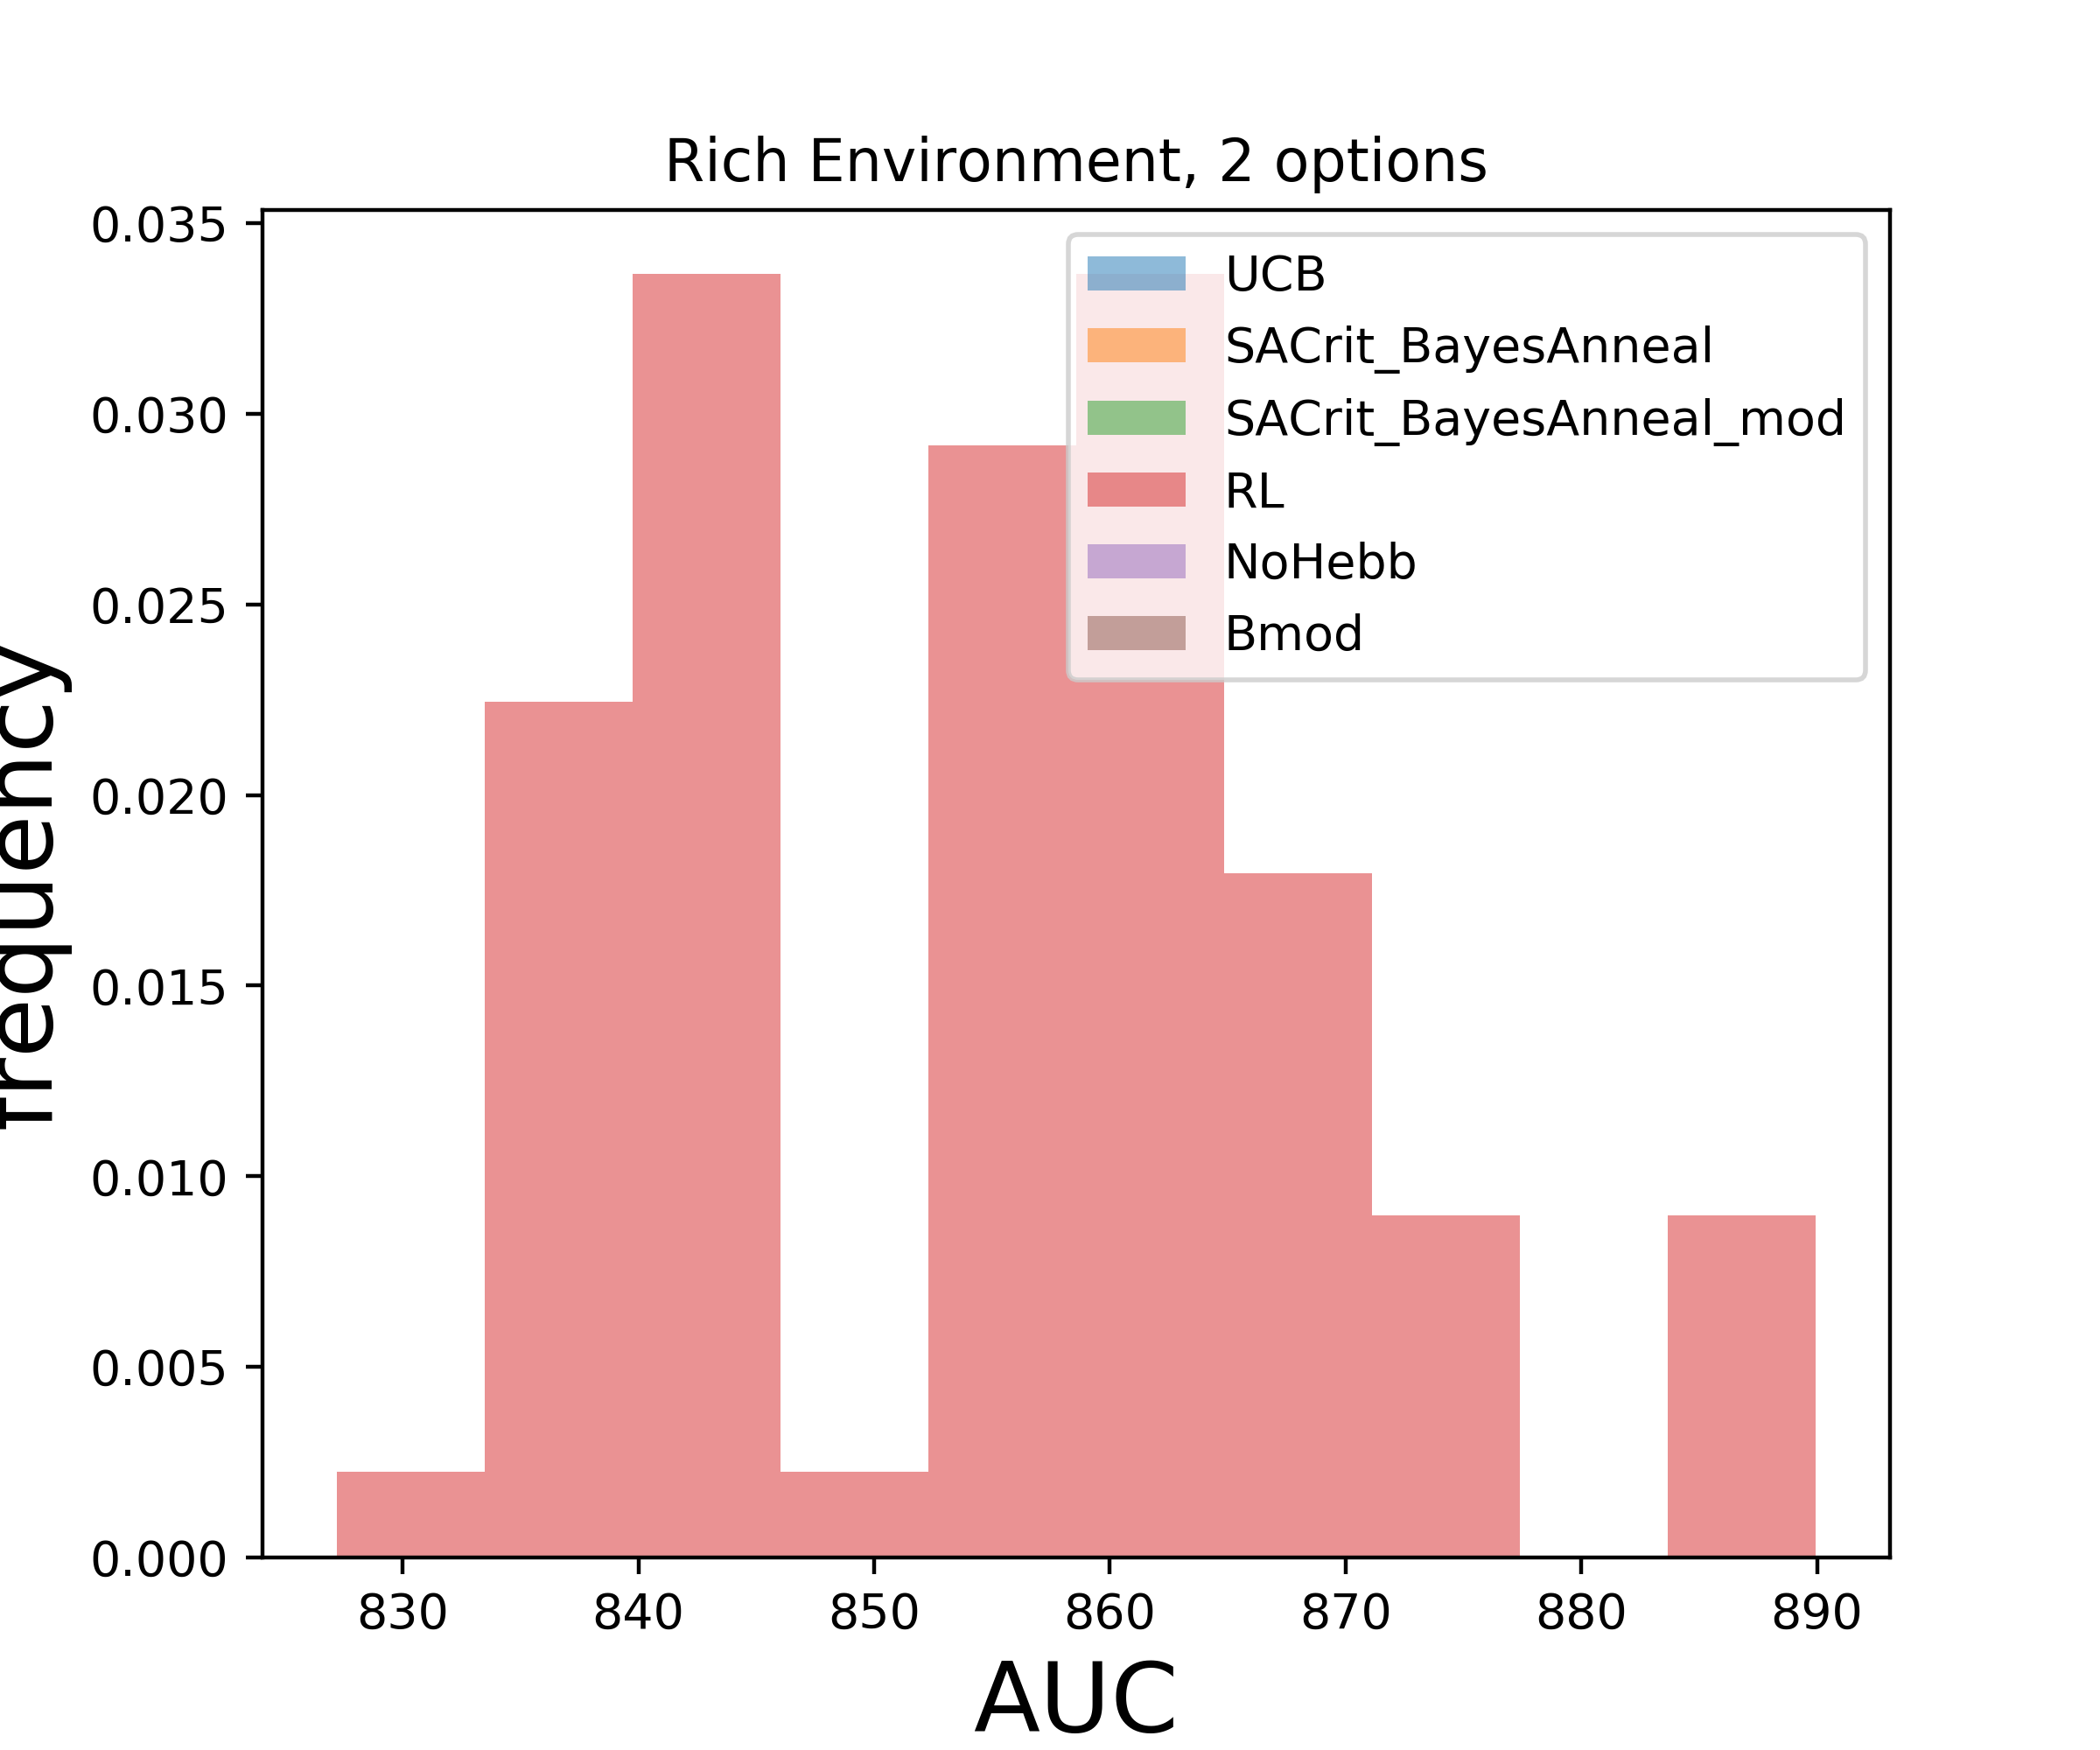 Rich Environment, 2 options
0.035
0.030
0.025
0.020
0.015
0.010
0.005
0.000
frequency
UCB
SACrit_BayesAnneal
SACrit_BayesAnneal_mod
RL
NoHebb
Bmod
830 840 850 860 870 880 890
AUC